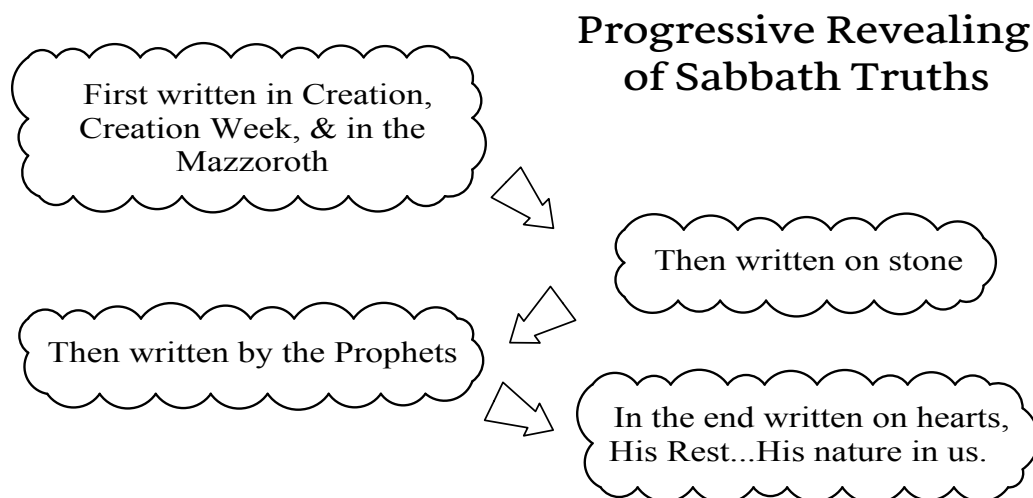 Progressive Revealing
of Sabbath Truths
First written in Creation,
Creation Week, & in the
Mazzoroth
Then written on stone
Then written by the Prophets
In the end written on hearts,
His Rest...His nature in us.